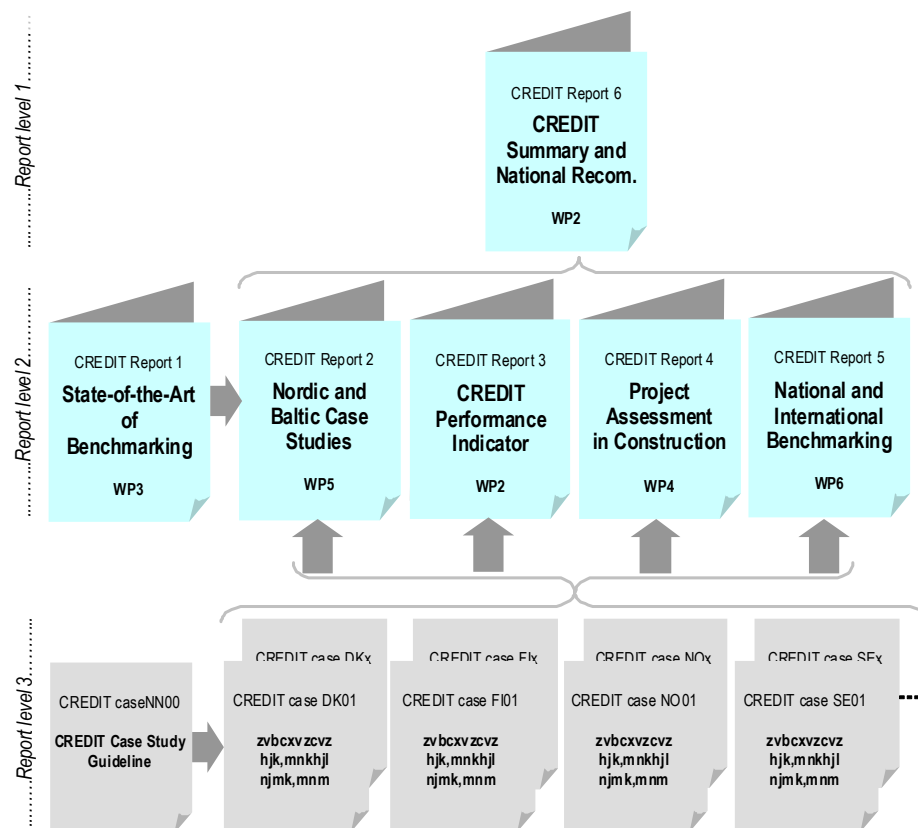 Report level 1
CREDIT Report 6
CREDIT
Summary and
National Recom.
WP2
Report level 2
CREDIT Report 1
State-of-the-Art
of
Benchmarking
WP3
CREDIT Report 2
Nordic and
Baltic Case
Studies
WP5
CREDIT Report 3
CREDIT
Performance
Indicator
WP2
CREDIT Report 4
Project
Assessment
in Construction
WP4
CREDIT Report 5
National and
International
Benchmarking
WP6
Report level 3
CREDIT caseNN00
CREDIT Case Study
Guideline
CREDIT case DKx
CREDIT case DK01
zvbcxvzcvz
hjk,mnkhjl
njmk,mnm
CREDIT case FIx
CREDIT case FI01
zvbcxvzcvz
hjk,mnkhjl
njmk,mnm
CREDIT case NOx
CREDIT case NO01
zvbcxvzcvz
hjk,mnkhjl
njmk,mnm
CREDIT case SEx
CREDIT case SE01
zvbcxvzcvz
hjk,mnkhjl
njmk,mnm